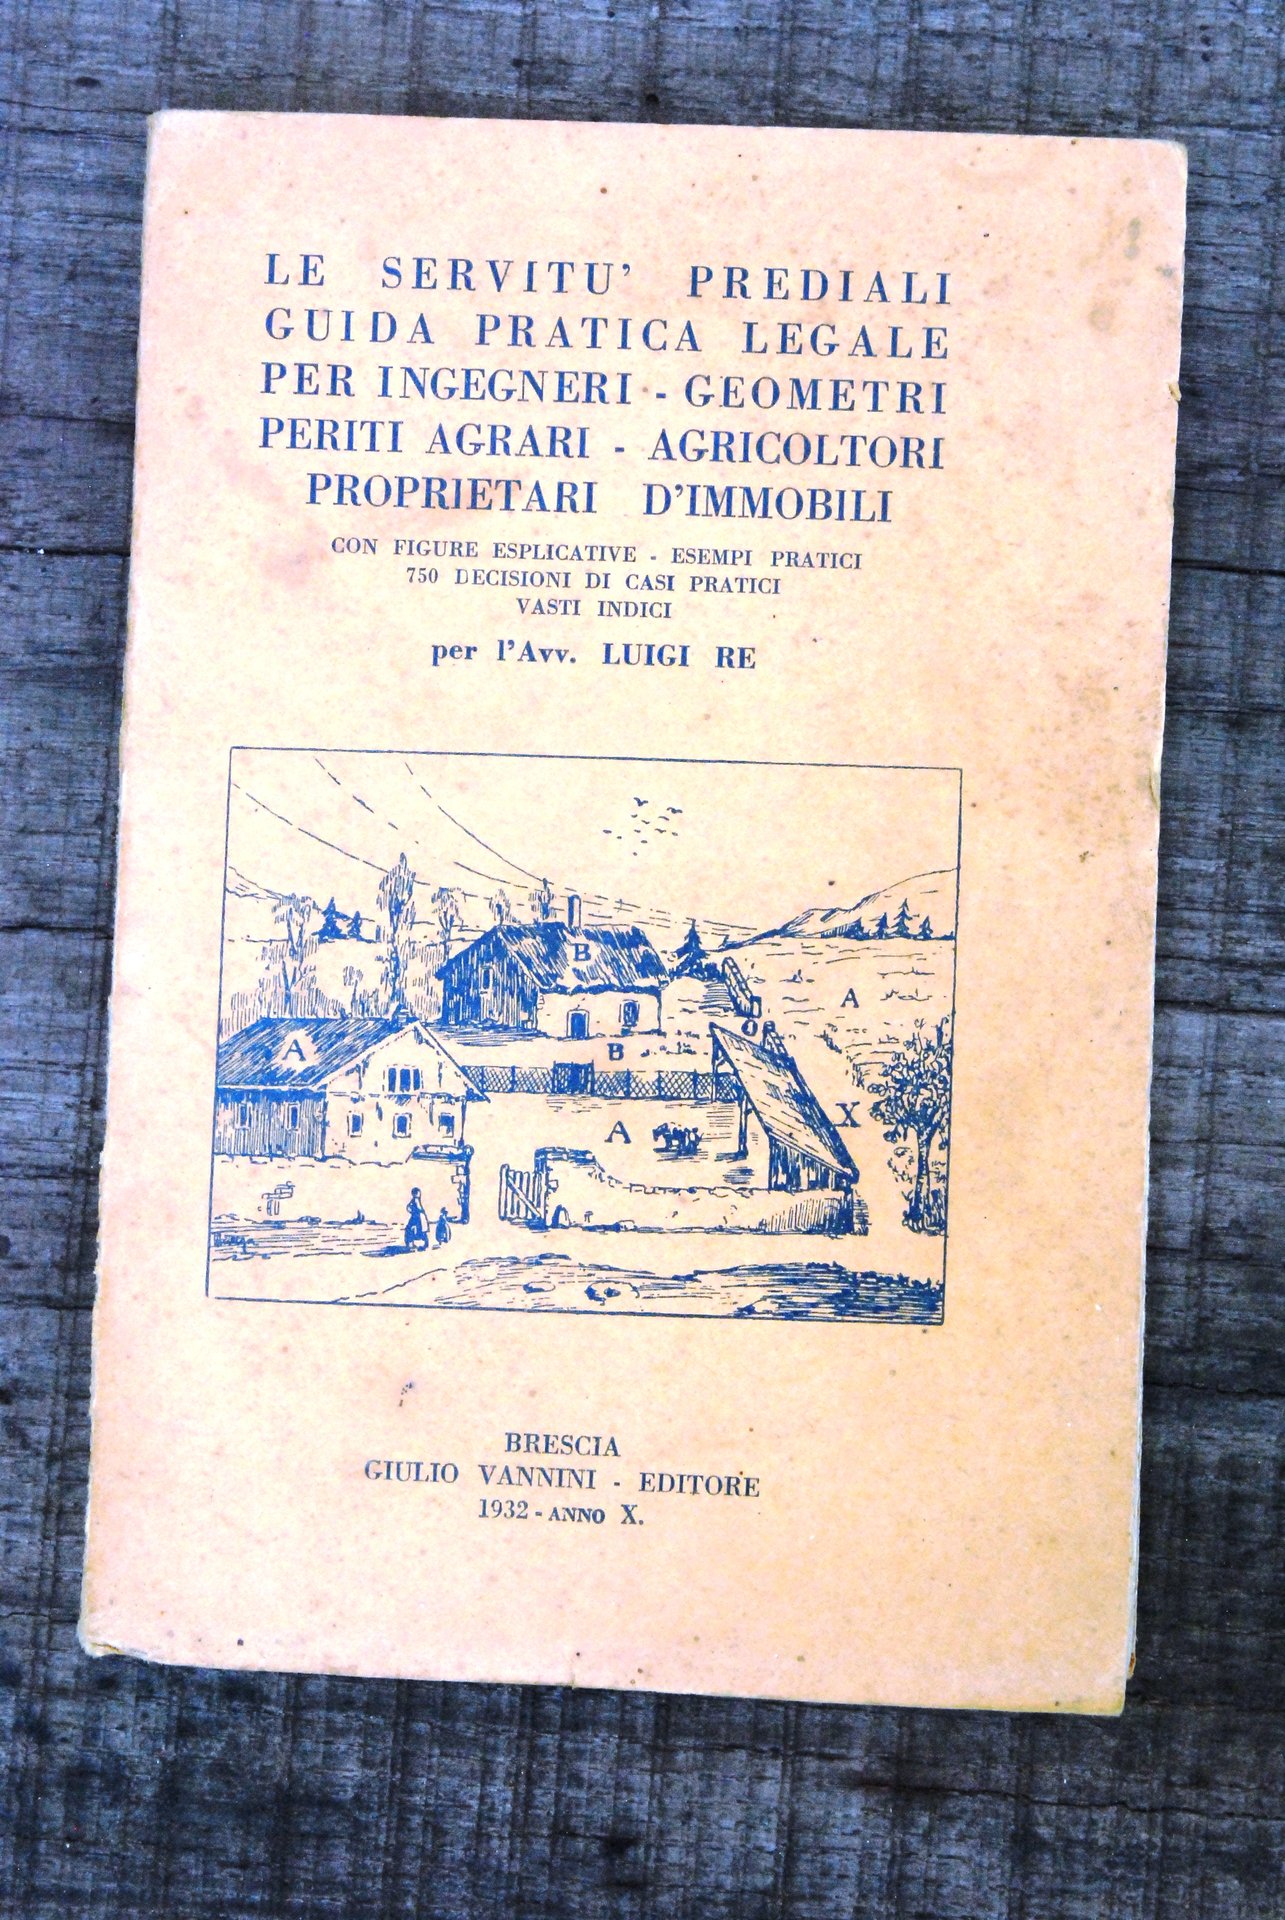 LE SERVITU' PREDIALI
GUIDA PRATICA LEGALE
PER INGEGNERI - GEOMETRI
PERITI AGRARI - AGRICOLTORI
PROPRIETARI D'IMMOBILI
CON FIGURE ESPLICATIVE - ESEMPI PRATICI
750 DECISIONI DI CASI PRATICI
VASTI INDICI
per l'Avv. LUIGI RE
B
A
A
B
X
A
BRESCIA
GIULIO VANNINI - EDITORE
1932 - ANNO X.